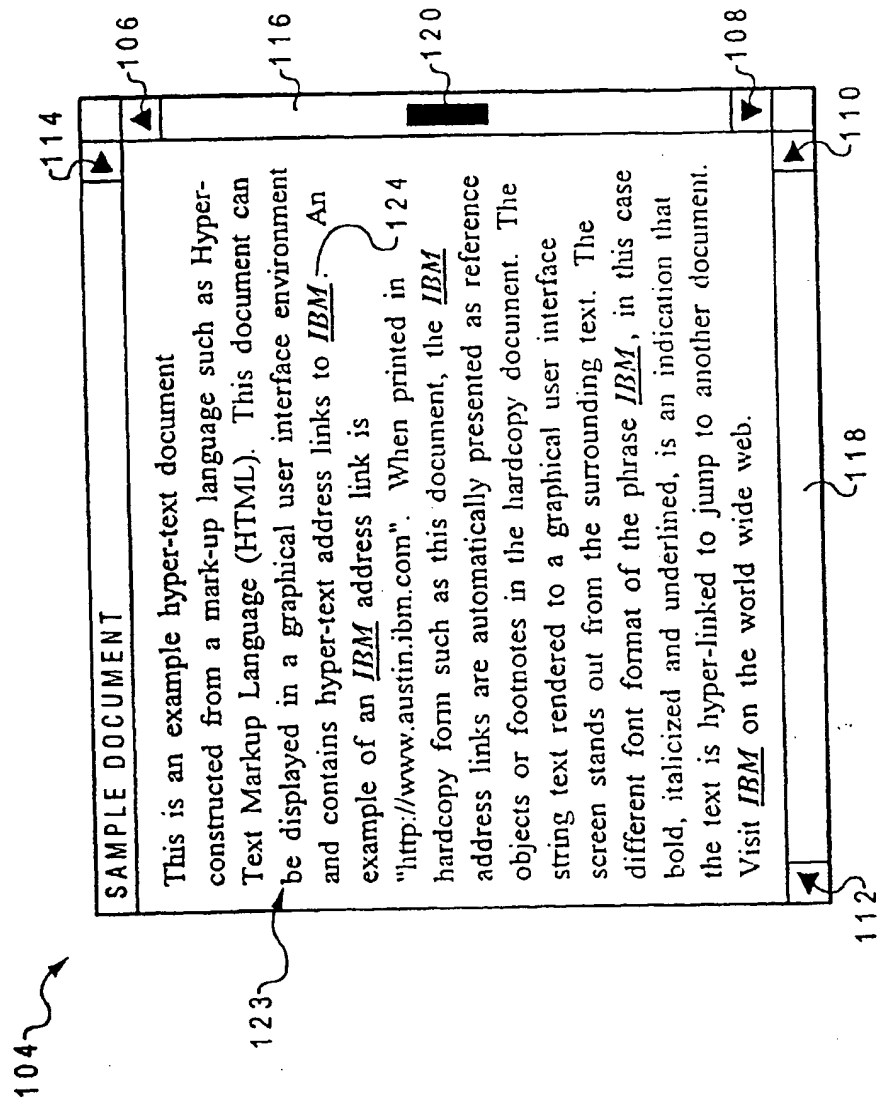 104
114
106
SAMPLE DOCUMENT
116
This is an example hyper-text document
constructed from a mark-up language such as Hyper-
Text Markup Language (HTML). This document can
be displayed in a graphical user interface environment
and contains hyper-text address links to IBM. An
example of an IBM address link is
"http://www.austin.ibm.com". When printed in
hardcopy form such as this document, the IBM
address links are automatically presented as reference
objects or footnotes in the hardcopy document. The
string text rendered to a graphical user interface
screen stands out from the surrounding text. The
different font format of the phrase IBM, in this case
bold, italicized and underlined, is an indication that
the text is hyper-linked to jump to another document.
Visit IBM on the world wide web.
123
124
120
108
110
118
112